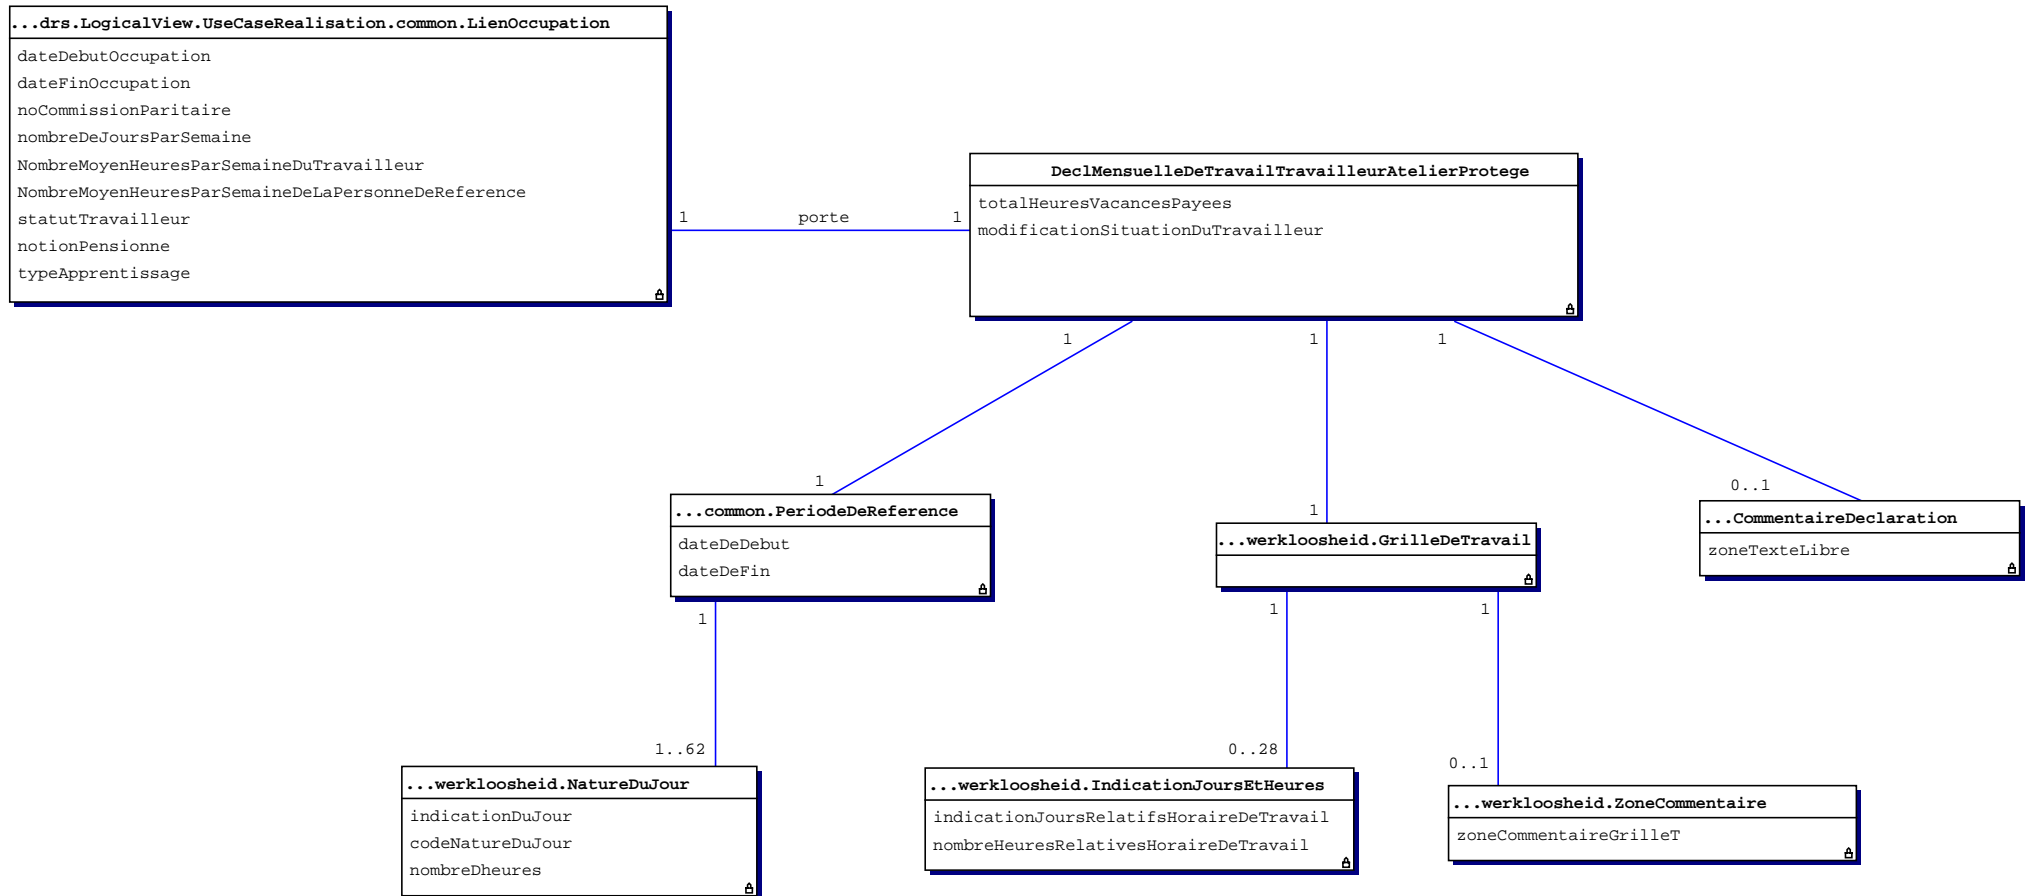 ...drs.LogicalView.UseCaseRealisation.common.LienOccupation
dateDebutOccupation
dateFinOccupation
noCommissionParitaire
nombreDeJoursParSemaine
NombreMoyenHeuresParSemaineDuTravailleur
NombreMoyenHeuresParSemaineDeLaPersonneDeReference
statutTravailleur
notionPensionne
typeApprentissage
1 porte 1
DeclMensuelleDeTravailTravailleurAtelierProtege
totalHeuresVacancesPayees
modificationSituationDuTravailleur
1 1 1
1
1
0..1
...common.PeriodeDeReference
dateDeDebut
dateDeFin
...werkloosheid.GrilleDeTravail
...CommentaireDeclaration
zoneTexteLibre
1
1..62
1 1
0..28
0..1
...werkloosheid.NatureDuJour
indicationDuJour
codeNatureDuJour
nombreDheures
...werkloosheid.IndicationJoursEtHeures
indicationJoursRelatifsHoraireDeTravail
nombreHeuresRelativesHoraireDeTravail
...werkloosheid.ZoneCommentaire
zoneCommentaireGrilleT